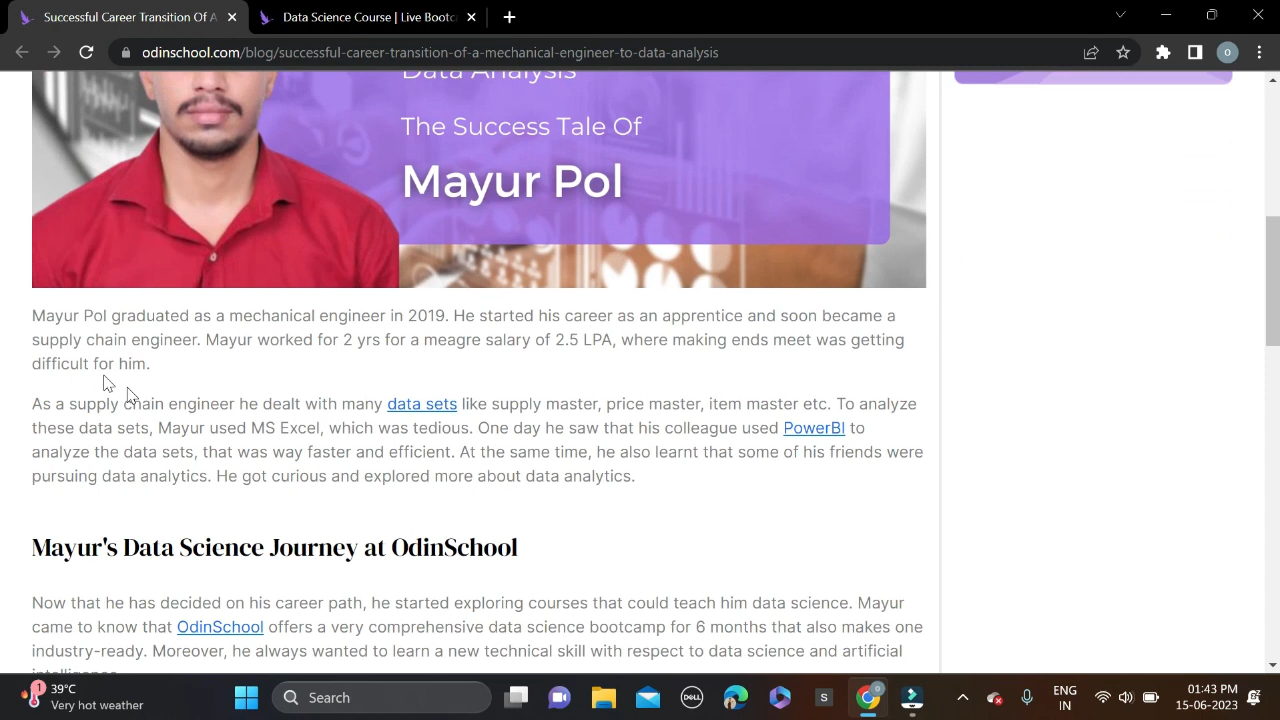 Successful Career Transition Of A
Data Science Course | Live Bootc
odinschool.com/blog/successful-career-transition-of-a-mechanical-engineer-to-data-analysis
o
Data Analysis
The Success Tale Of
Mayur Pol
Mayur Pol graduated as a mechanical engineer in 2019. He started his career as an apprentice and soon became a
supply chain engineer. Mayur worked for 2 yrs for a meagre salary of 2.5 LPA, where making ends meet was getting
difficult for him.
As a supply chain engineer he dealt with many data sets like supply master, price master, item master etc. To analyze
these data sets, Mayur used MS Excel, which was tedious. One day he saw that his colleague used PowerBI to
analyze the data sets, that was way faster and efficient. At the same time, he also learnt that some of his friends were
pursuing data analytics. He got curious and explored more about data analytics.
Mayur's Data Science Journey at OdinSchool
Now that he has decided on his career path, he started exploring courses that could teach him data science. Mayur
came to know that OdinSchool offers a very comprehensive data science bootcamp for 6 months that also makes one
industry-ready. Moreover, he always wanted to learn a new technical skill with respect to data science and artificial
intelligence.
1
39°C
Very hot weather
Search
DELL
S
ENG
IN
01:43 PM
15-06-2023